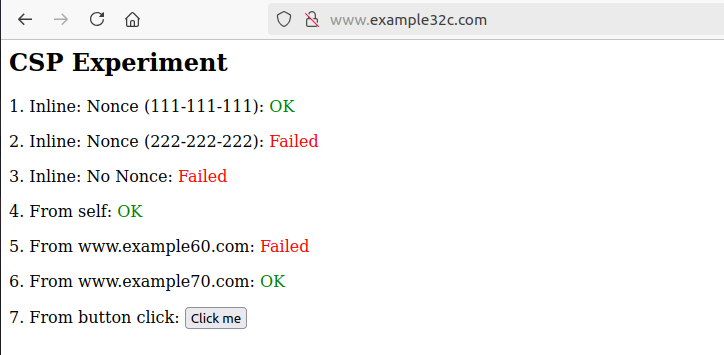 www.example32c.com
CSP Experiment
1. Inline: Nonce (111-111-111): OK
2. Inline: Nonce (222-222-222): Failed
3. Inline: No Nonce: Failed
4. From self: OK
5. From www.example60.com: Failed
6. From www.example70.com: OK
7. From button click: Click me